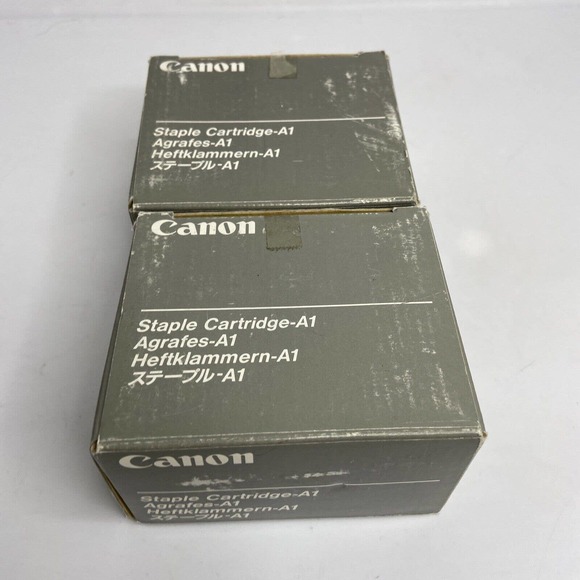 Canon
Staple Cartridge-A1
Agrafes-A1
Heftklammern-A1
ステープル-A1
Canon
Staple Cartridge-A1
Agrafes-A1
Heftklammern-A1
ステープル-A1
Canon
Staple Cartridge-A1
Agrafes-A1
Heftklammern-A1
ステープル-A1